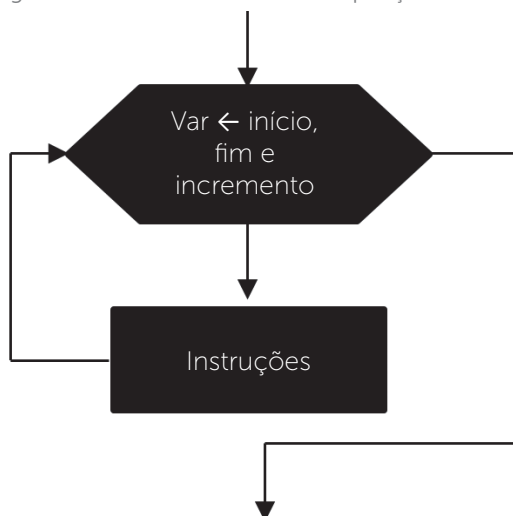 Var ← início,
fim e
incremento
Instruções